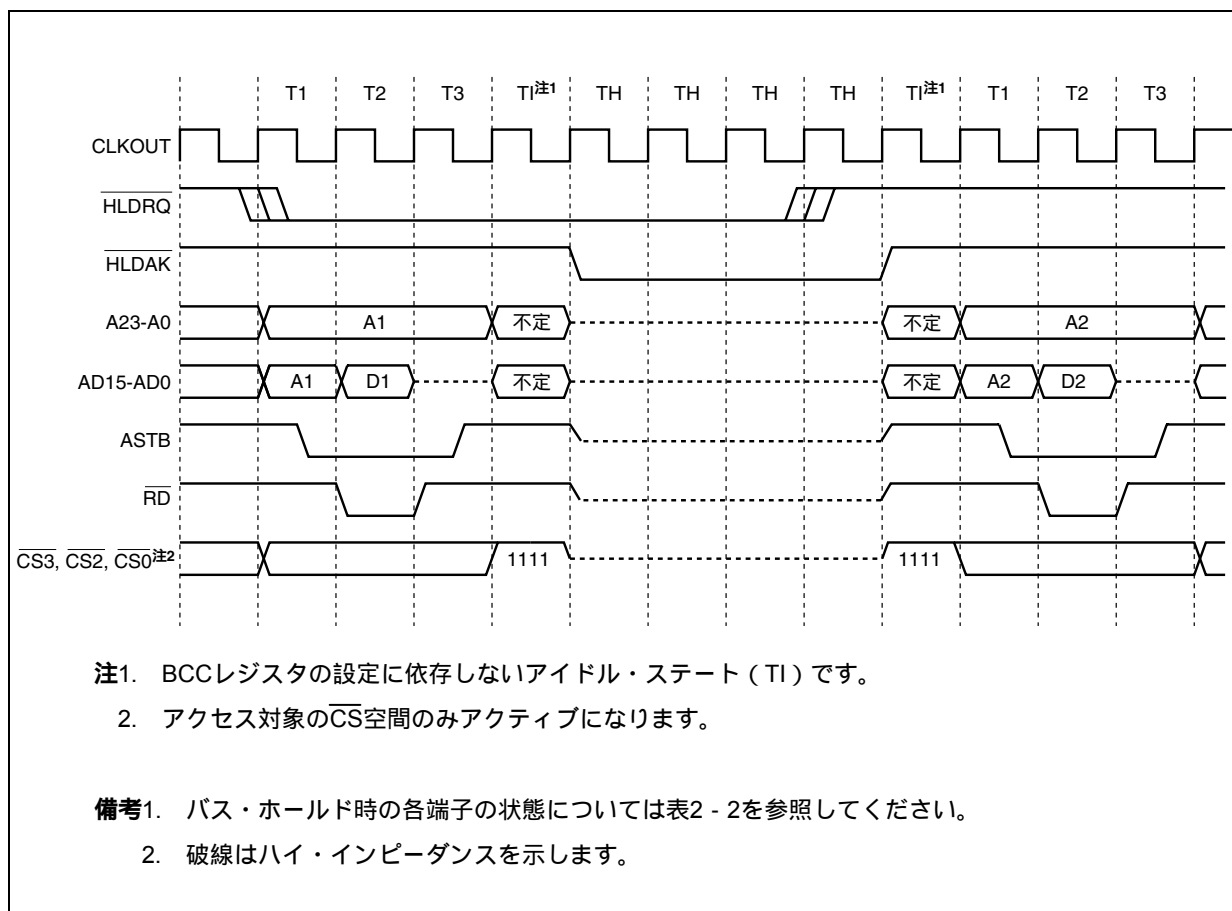 T1 T2 T3 TI注1 TH TH TH TH TI注1 T1 T2 T3
CLKOUT
HLDRQ
HLDAK
A23-A0 A1 不定 不定 A2
AD15-AD0 A1 D1 不定 不定 A2 D2
ASTB
RD
CS3, CS2, CS0注2 1111 1111
注1. BCCレジスタの設定に依存しないアイドル・ステート（TI）です。
2. アクセス対象のCS空間のみアクティブになります。
備考1. バス・ホールド時の各端子の状態については表2‐2を参照してください。
2. 破線はハイ・インピーダンスを示します。